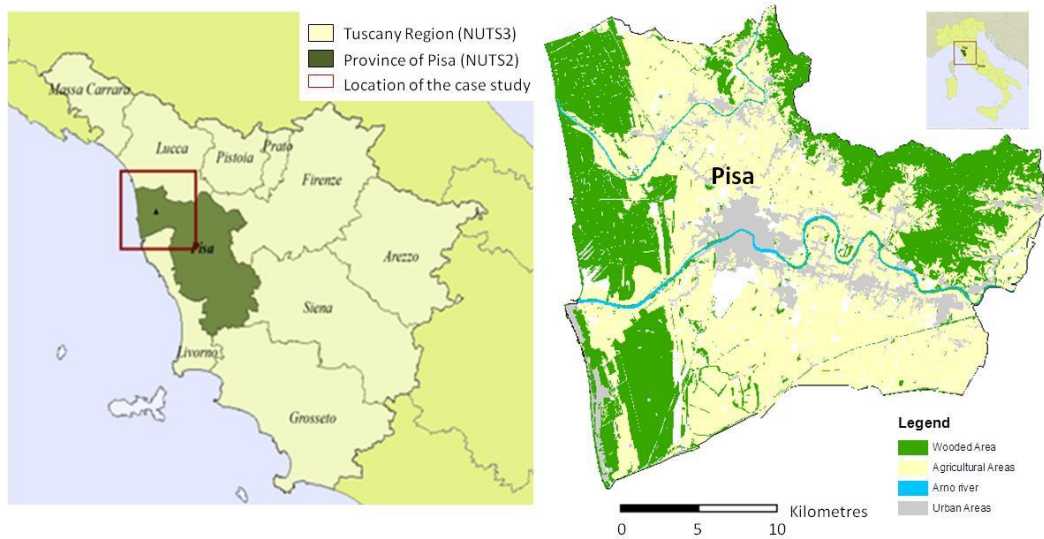 Tuscany Region (NUTS3)
Province of Pisa (NUTS2)
Location of the case study
Massa Carrara
Lucca
Pistoia
Prato
Firenze
Pisa
Arezzo
Siena
Livorno
Grosseto
Pisa
Legend
Wooded Area
Agricultural Areas
Arno river
Urban Areas
Kilometres
0 5 10